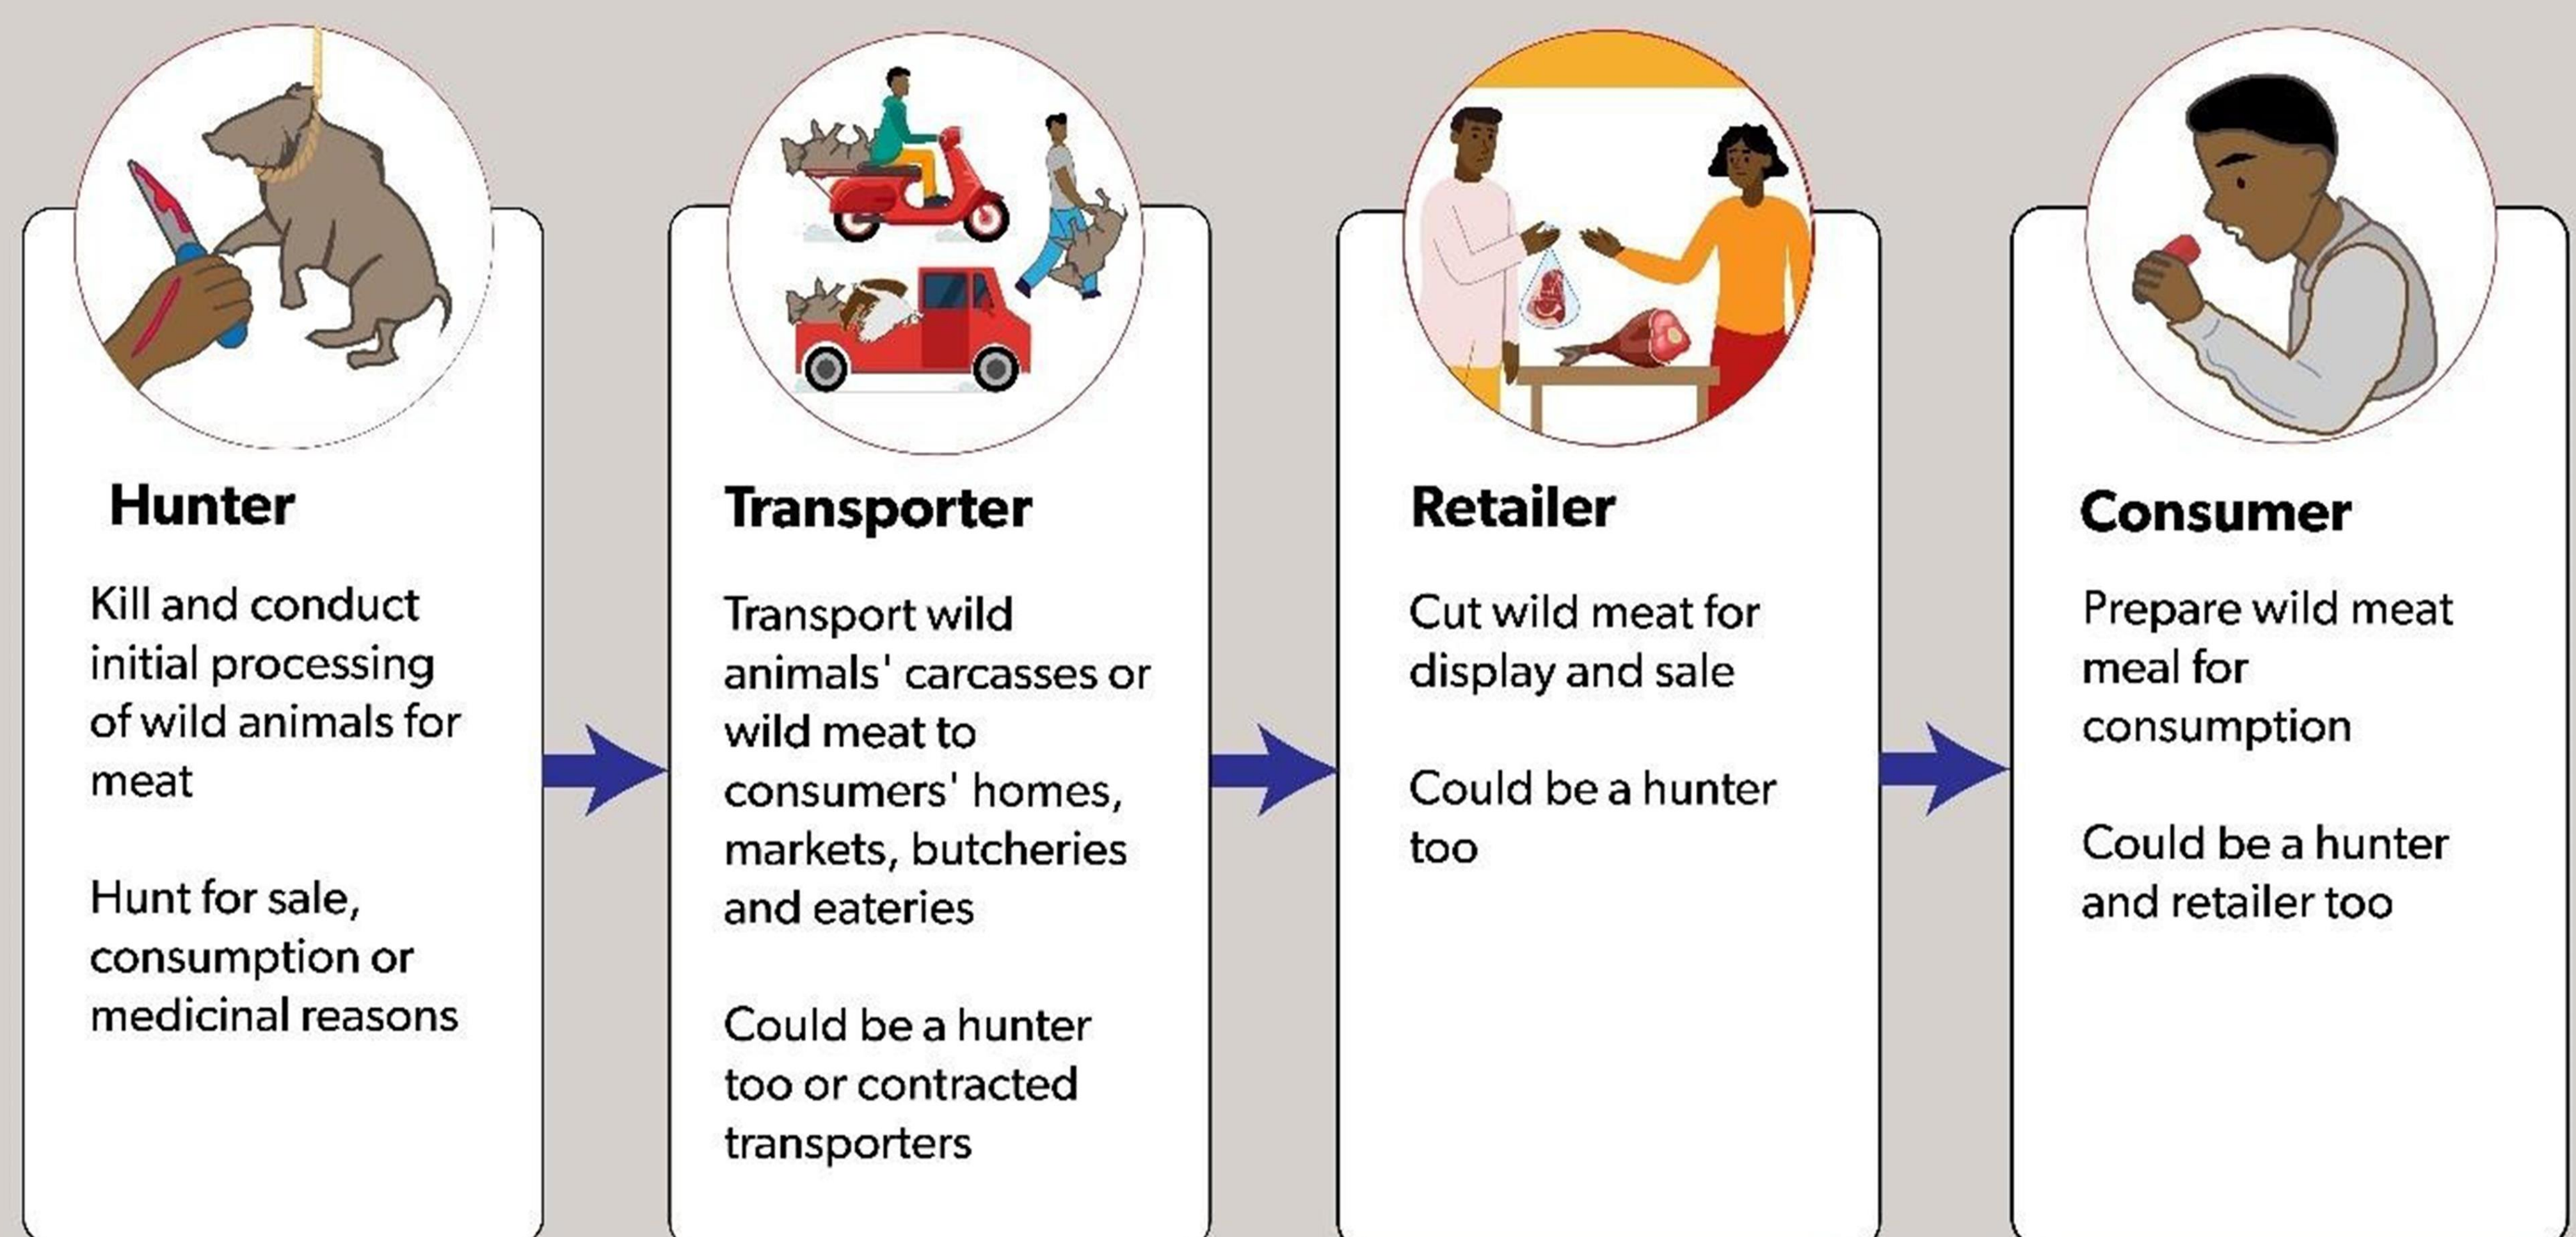 Hunter
Kill and conduct
initial processing
of wild animals for
meat
Hunt for sale,
consumption or
medicinal reasons
Transporter
Transport wild
animals' carcasses or
wild meat to
consumers' homes,
markets, butcheries
and eateries
Could be a hunter
too or contracted
transporters
Retailer
Cut wild meat for
display and sale
Could be a hunter
too
Consumer
Prepare wild meat
meal for
consumption
Could be a hunter
and retailer too